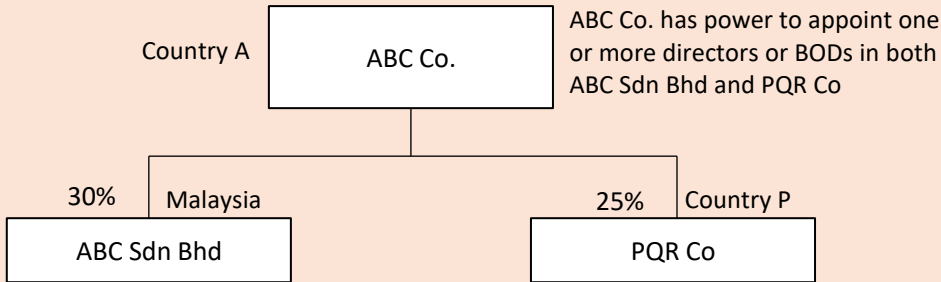 ABC Co. has power to appoint one
or more directors or BODs in both
ABC Sdn Bhd and PQR Co
Country A
ABC Co.
30%
Malaysia
25%
Country P
ABC Sdn Bhd
PQR Co